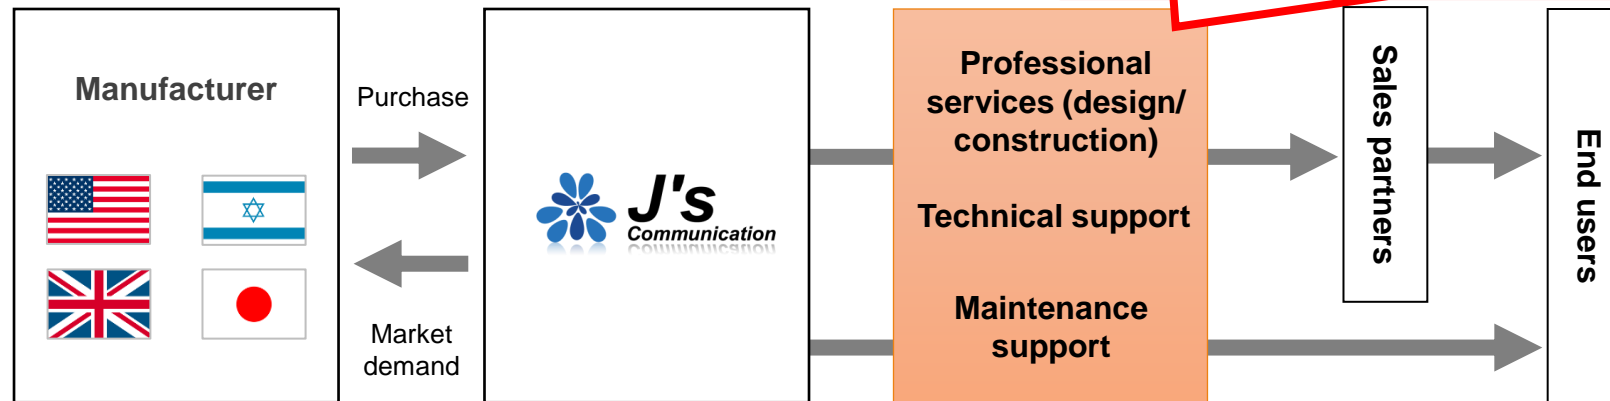 Manufacturer
Purchase
Market
demand
J's
Communication
Professional
services (design/
construction)
Technical support
Maintenance
support
Sales partners
End users